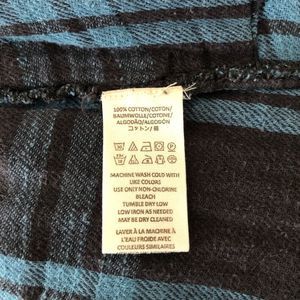 100% COTTON/COTON/
BAUMWOLLE/COTONE/
ALGODÃO/ALGODÓN/
コットン/棉
MACHINE WASH COLD WITH
LIKE COLORS
USE ONLY NON-CHLORINE
BLEACH
TUMBLE DRY LOW
LOW IRON AS NEEDED
MAY BE DRY CLEANED
LAVER À LA MACHINE À
L'EAU FROIDE AVEC
COULEURS SIMILAIRES